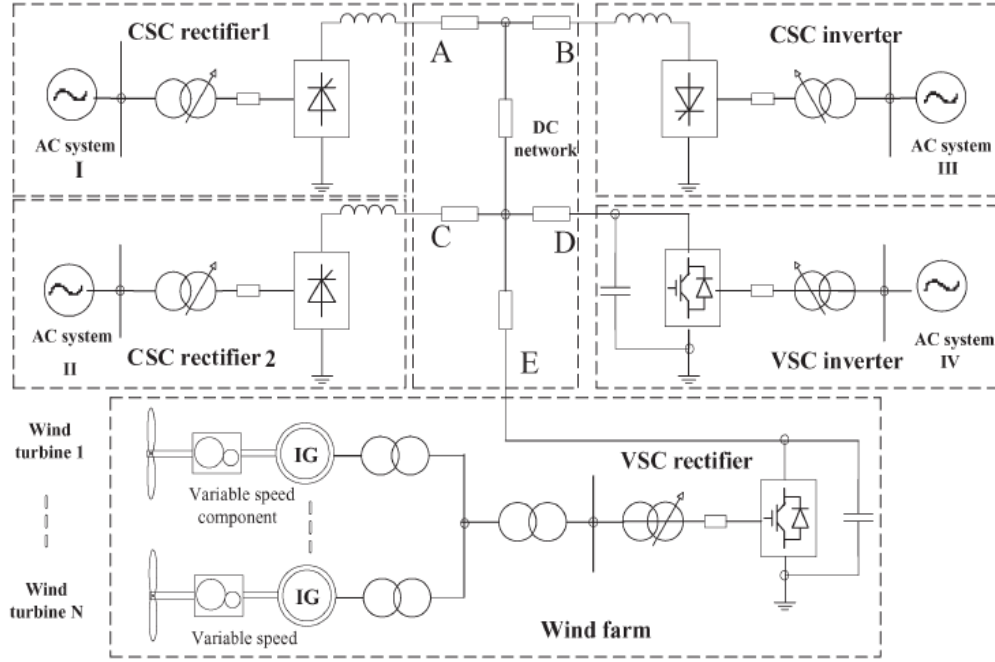 CSC rectifier1
A
B
CSC inverter
AC system
I
DC
network
AC system
III
C
D
AC system
II
CSC rectifier 2
E
VSC inverter
AC system
IV
Wind
turbine 1
IG
VSC rectifier
Variable speed
component
Wind
turbine N
IG
Variable speed
Wind farm